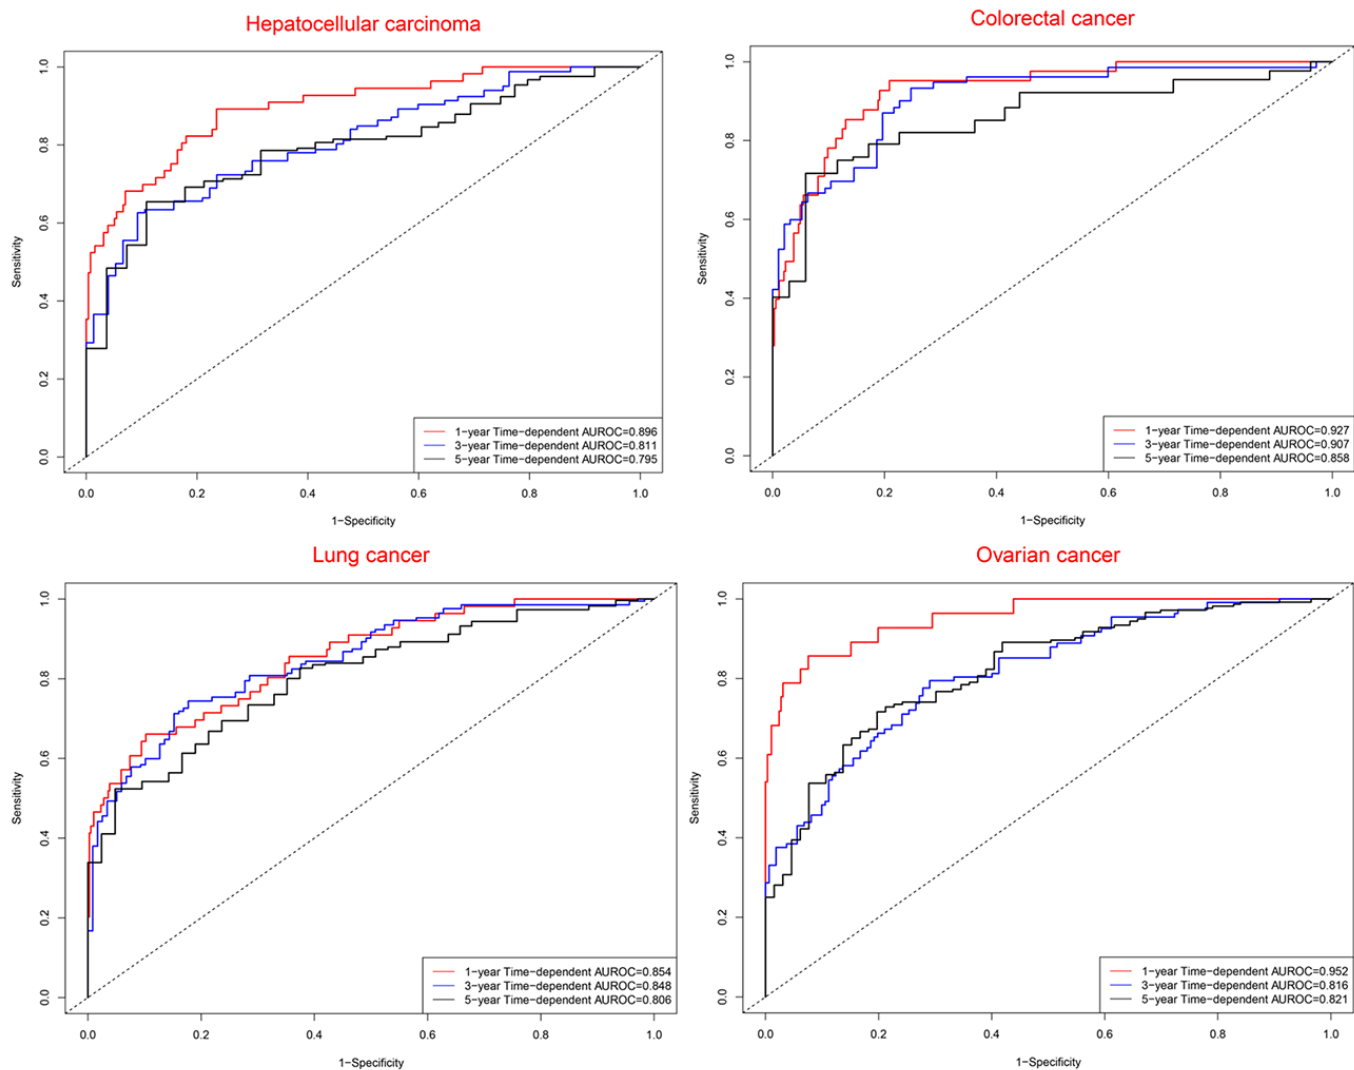 Hepatocellular carcinoma
Sensitivity
1.0
0.8
0.6
0.4
0.2
0.0
1-year Time-dependent AUROC=0.896
3-year Time-dependent AUROC=0.811
5-year Time-dependent AUROC=0.795
0.0 0.2 0.4 0.6 0.8 1.0
1-Specificity
Colorectal cancer
Sensitivity
1.0
0.8
0.6
0.4
0.2
0.0
1-year Time-dependent AUROC=0.927
3-year Time-dependent AUROC=0.907
5-year Time-dependent AUROC=0.858
0.0 0.2 0.4 0.6 0.8 1.0
1-Specificity
Lung cancer
Sensitivity
1.0
0.8
0.6
0.4
0.2
0.0
1-year Time-dependent AUROC=0.854
3-year Time-dependent AUROC=0.848
5-year Time-dependent AUROC=0.806
0.0 0.2 0.4 0.6 0.8 1.0
1-Specificity
Ovarian cancer
Sensitivity
1.0
0.8
0.6
0.4
0.2
0.0
1-year Time-dependent AUROC=0.952
3-year Time-dependent AUROC=0.816
5-year Time-dependent AUROC=0.821
0.0 0.2 0.4 0.6 0.8 1.0
1-Specificity